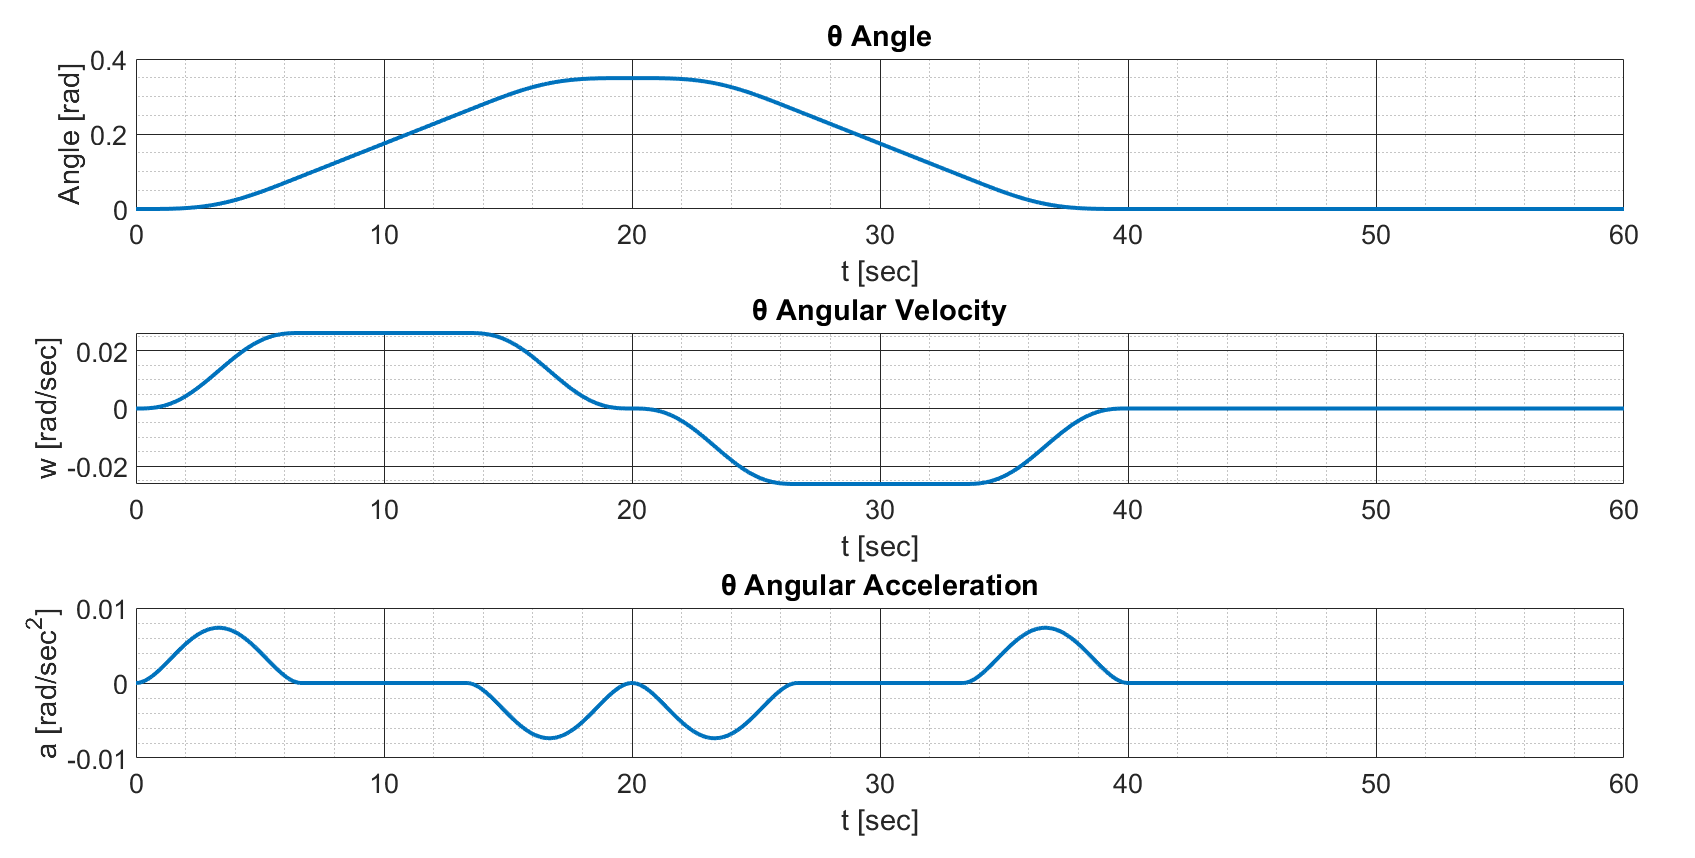 θ Angle
Angle [rad]
0.4
0.2
0
0 10 20 30 40 50 60
t [sec]
θ Angular Velocity
w [rad/sec]
0.02
0
-0.02
0 10 20 30 40 50 60
t [sec]
θ Angular Acceleration
a [rad/sec²]
0.01
0
-0.01
0 10 20 30 40 50 60
t [sec]